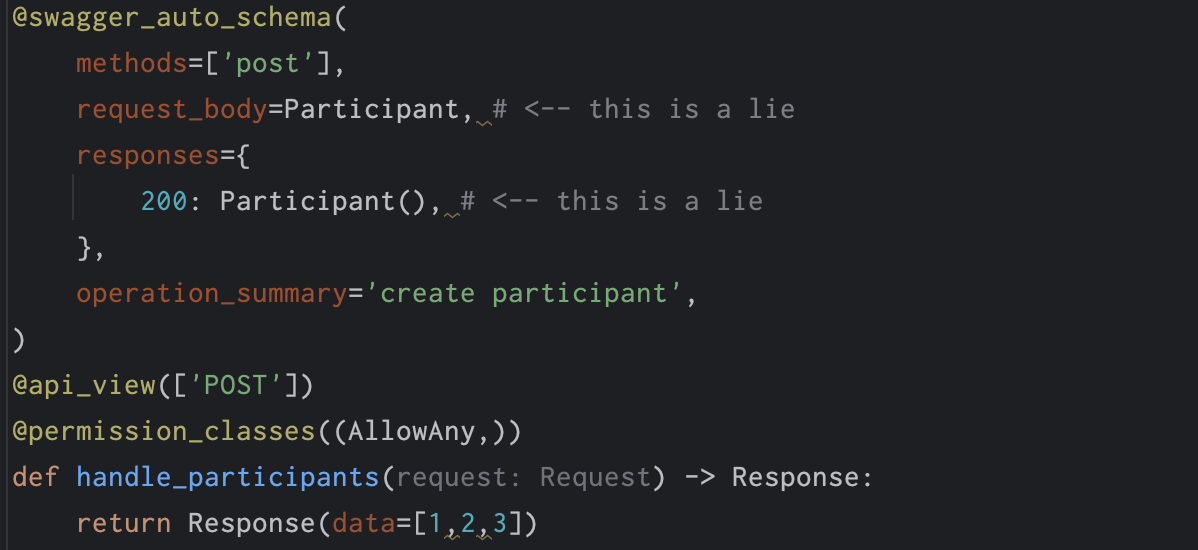 @swagger_auto_schema(
    methods=['post'],
    request_body=Participant, # <-- this is a lie
    responses={
        200: Participant(), # <-- this is a lie
    },
    operation_summary='create participant',
)
@api_view(['POST'])
@permission_classes((AllowAny,))
def handle_participants(request: Request) -> Response:
    return Response(data=[1,2,3])